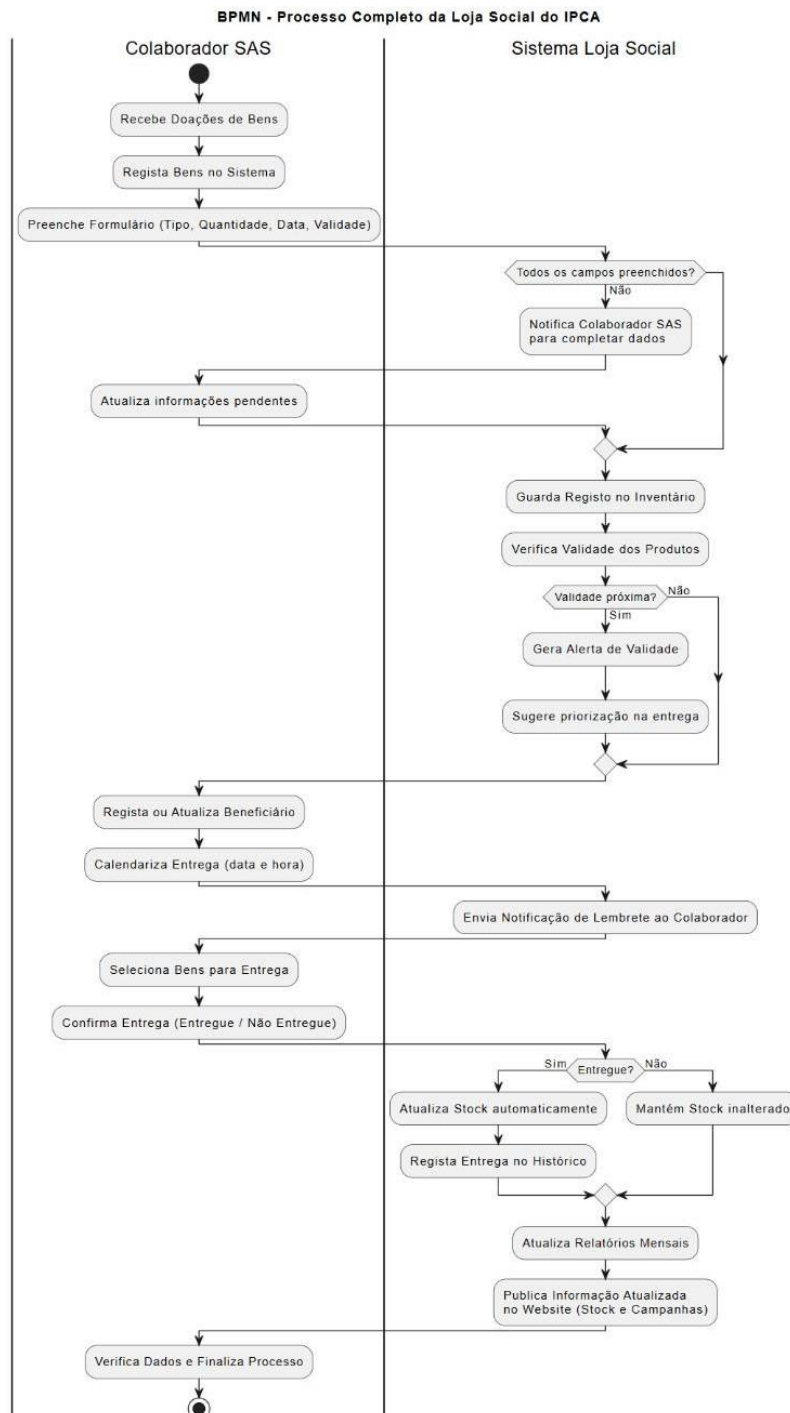 BPMN - Processo Completo da Loja Social do IPCA
Colaborador SAS
Sistema Loja Social
Recebe Doações de Bens
Regista Bens no Sistema
Preenche Formulário (Tipo, Quantidade, Data, Validade)
Todos os campos preenchidos?
Não
Notifica Colaborador SAS
para completar dados
Atualiza informações pendentes
Guarda Registo no Inventário
Verifica Validade dos Produtos
Validade próxima?
Não
Sim
Gera Alerta de Validade
Sugere priorização na entrega
Regista ou Atualiza Beneficiário
Calendariza Entrega (data e hora)
Envia Notificação de Lembrete ao Colaborador
Seleciona Bens para Entrega
Confirma Entrega (Entregue / Não Entregue)
Sim
Entregue?
Não
Atualiza Stock automaticamente
Mantém Stock inalterado
Regista Entrega no Histórico
Atualiza Relatórios Mensais
Publica Informação Atualizada
no Website (Stock e Campanhas)
Verifica Dados e Finaliza Processo